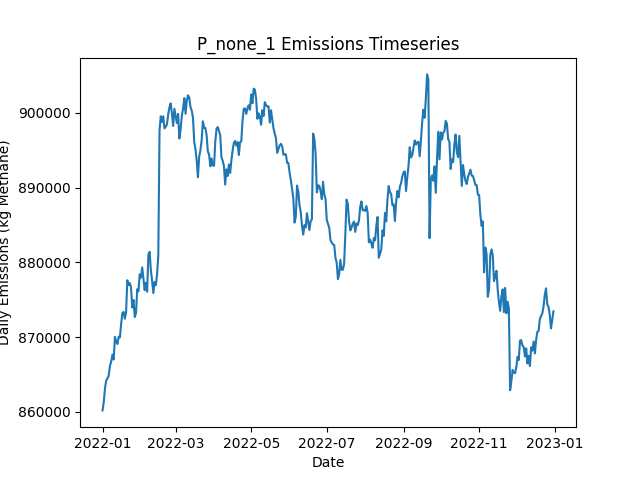 P_none_1 Emissions Timeseries
Daily Emissions (kg Methane)
900000
890000
880000
870000
860000
2022-01 2022-03 2022-05 2022-07 2022-09 2022-11 2023-01
Date